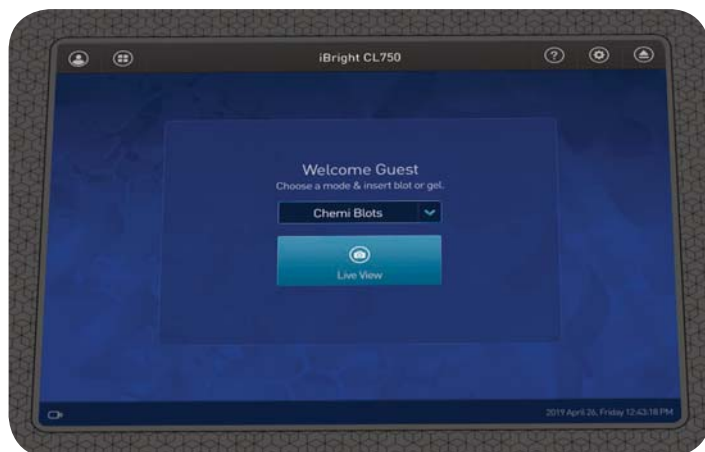 iBright CL750
?
Welcome Guest
Choose a mode & insert blot or gel.
Chemi Blots
Live View
2019 April 26, Friday 12:43:18 PM